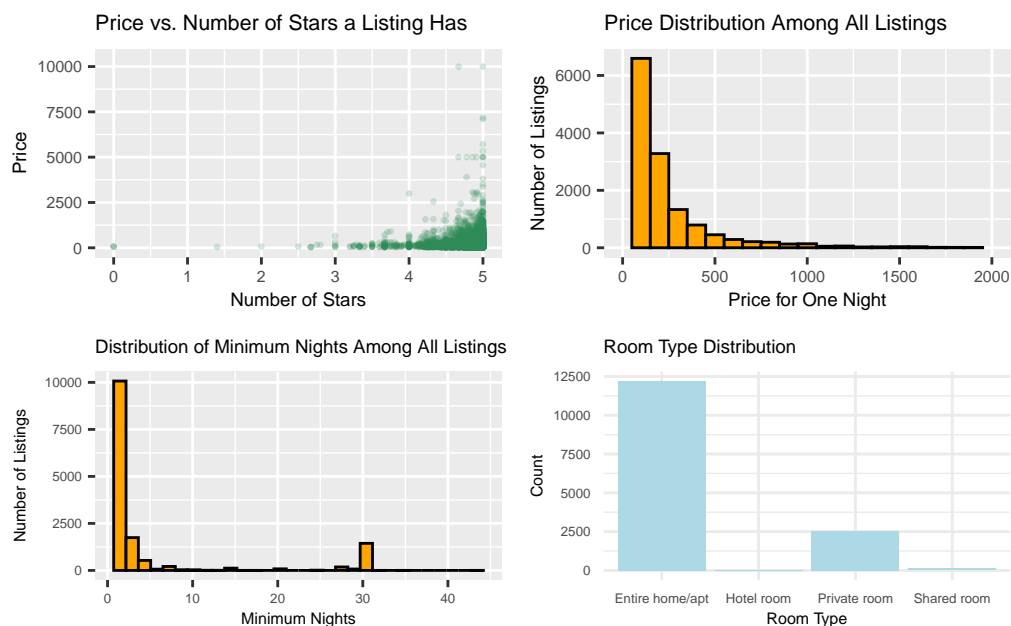 Price vs. Number of Stars a Listing Has
10000
7500
5000
2500
0
Price
0 1 2 3 4 5
Number of Stars
Price Distribution Among All Listings
6000
4000
2000
0
Number of Listings
0 500 1000 1500 2000
Price for One Night
Distribution of Minimum Nights Among All Listings
10000
7500
5000
2500
0
Number of Listings
0 10 20 30 40
Minimum Nights
Room Type Distribution
12500
10000
7500
5000
2500
0
Count
Entire home/apt Hotel room Private room Shared room
Room Type